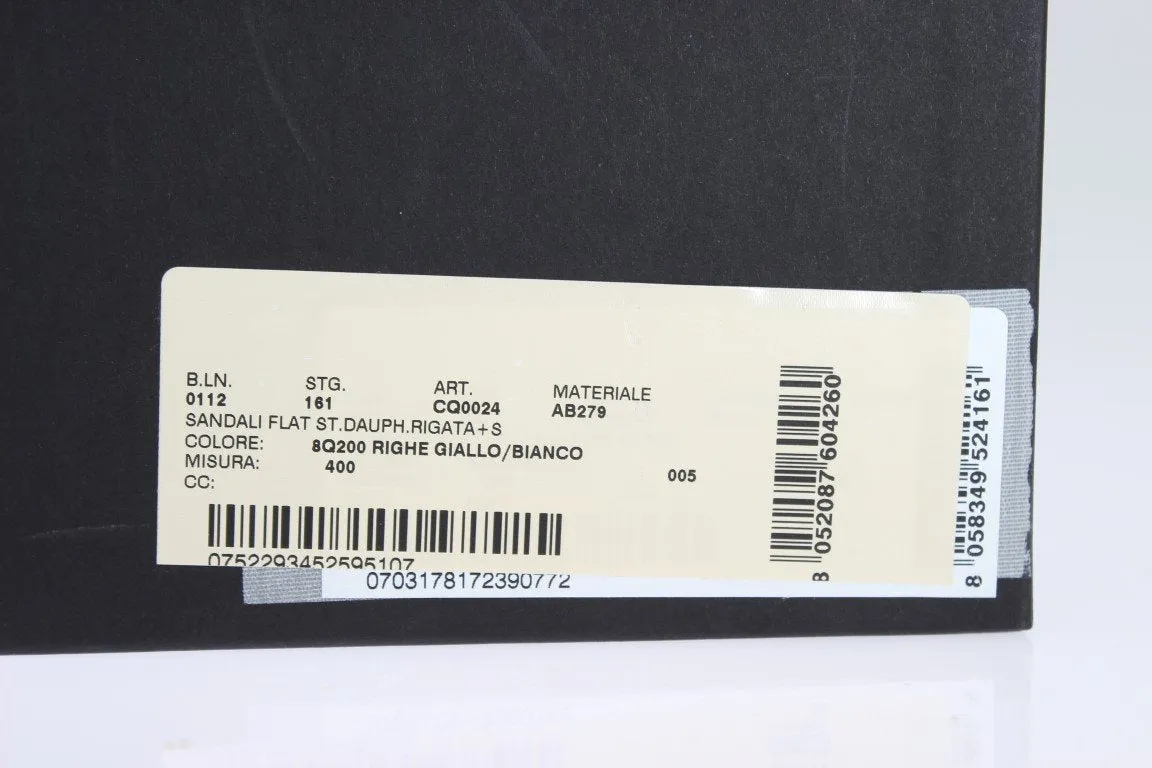 B.LN. STG. ART. MATERIALE
0112 161 CQ0024 AB279
SANDALI FLAT ST.DAUPH.RIGATA+S
COLORE: 8Q200 RIGHE GIALLO/BIANCO
MISURA: 400 005
CC:
0752293452595107
0703178172390772
8 052087 604260
8 058349 524161